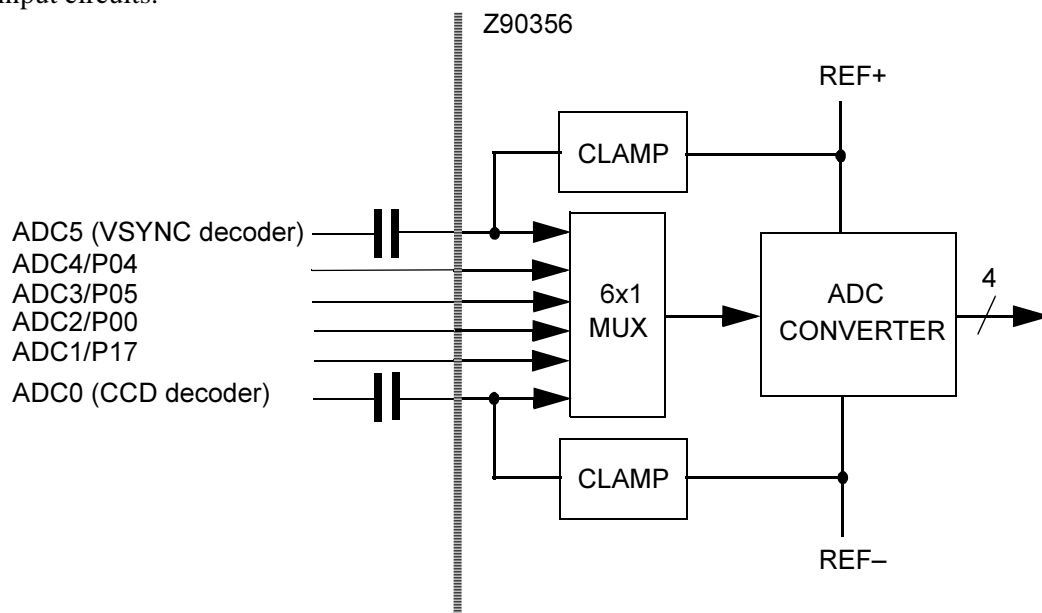 input circuits.
Z90356
REF+
CLAMP
ADC5 (VSYNC decoder)
ADC4/P04
ADC3/P05
ADC2/P00
ADC1/P17
ADC0 (CCD decoder)
6x1
MUX
ADC
CONVERTER
4
CLAMP
REF–